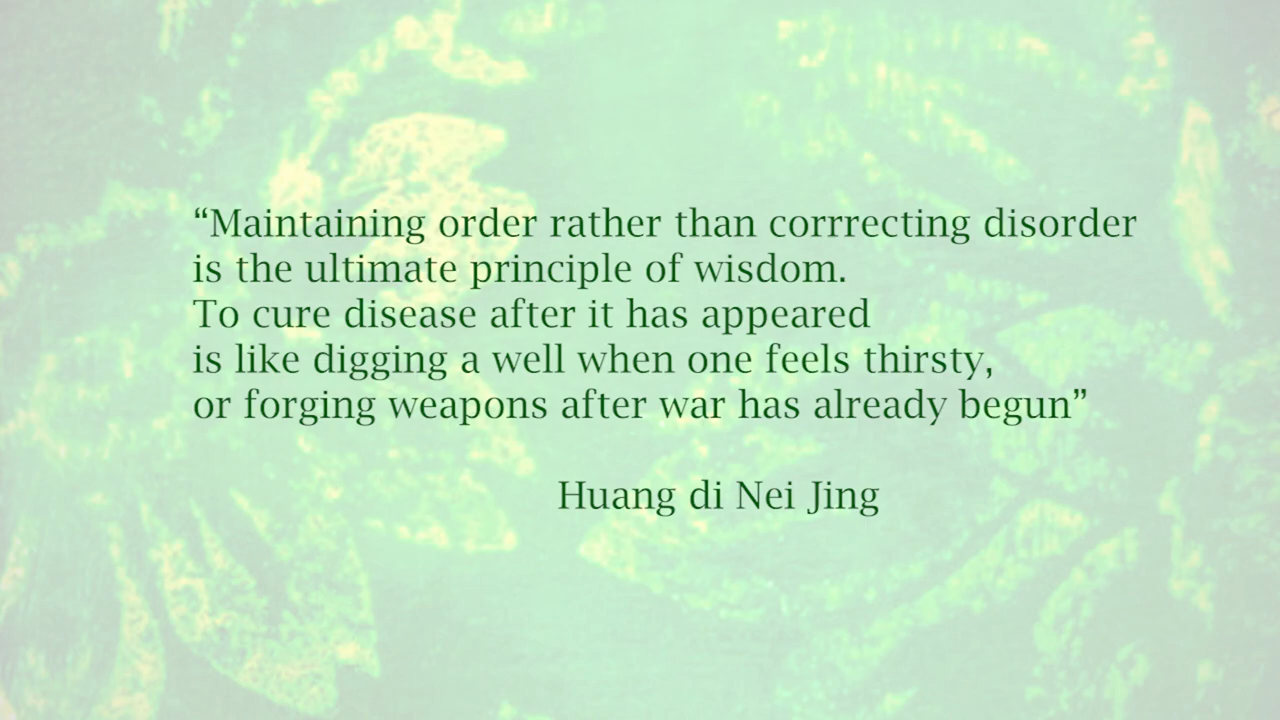 “Maintaining order rather than corrrecting disorder
is the ultimate principle of wisdom.
To cure disease after it has appeared
is like digging a well when one feels thirsty,
or forging weapons after war has already begun”
Huang di Nei Jing